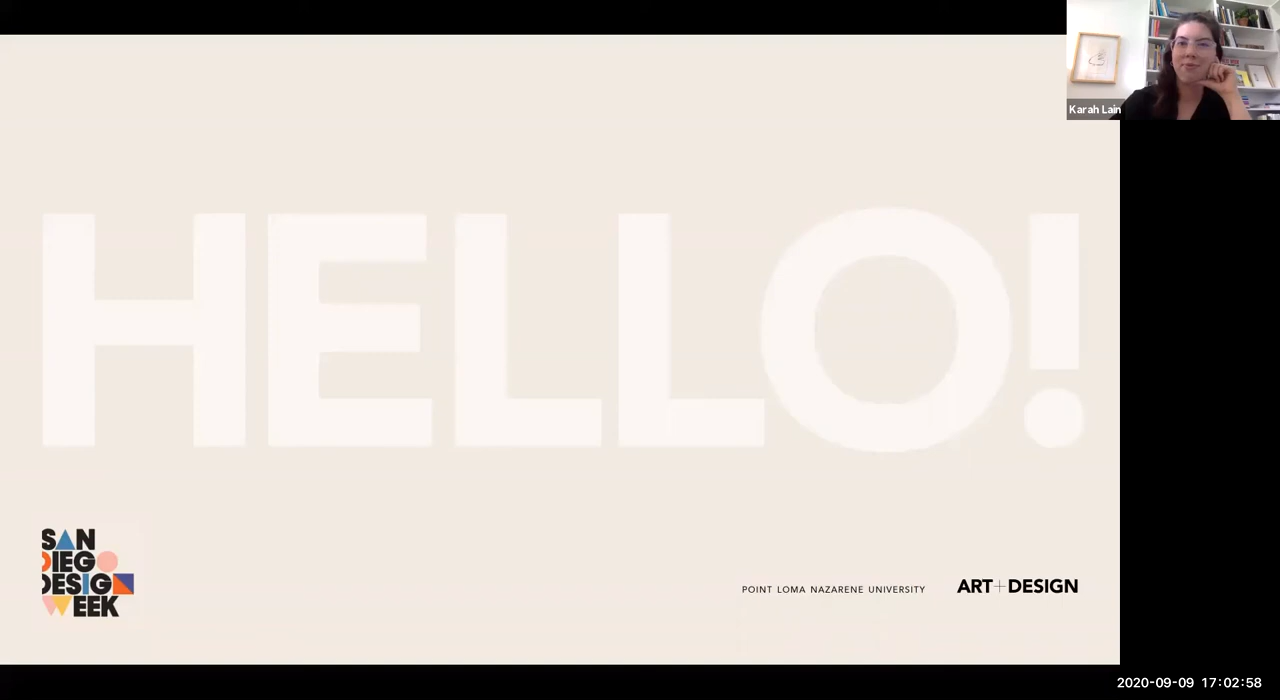 Karah Lain
HELLO!
SAN
DIEGO
DESIGN
WEEK
POINT LOMA NAZARENE UNIVERSITY
ART+DESIGN
2020-09-09 17:02:58